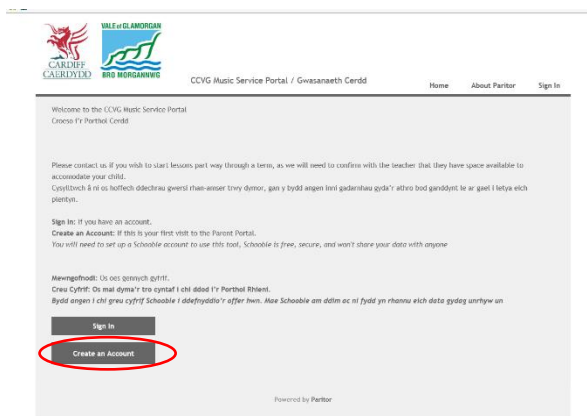 VALE of GLAMORGAN
CARDIFF
CAERDYDD
BRO MORGANNWG
CCVG Music Service Portal / Gwasanaeth Cerdd
Home About Paritor Sign In
Welcome to the CCVG Music Service Portal
Croeso I'r Porthol Cerdd
Please contact us if you wish to start lessons part way through a term, as we will need to confirm with the teacher that they have space available to
accomodate your child.
Cysylltwch â ni os hoffech ddechrau gwersi rhan-amser trwy dymor, gan y bydd angen inni gadarnhau gyda'r athro bod ganddynt le ar gael i letya eich
plentyn.
Sign In: If you have an account.
Create an Account: If this is your first visit to the Parent Portal.
You will need to set up a Schooble account to use this tool, Schooble is free, secure, and won't share your data with anyone
Mewngofnodi: Os oes gennych gyfrif.
Creu Cyfrif: Os mai dyma'r tro cyntaf i chi ddod i'r Porthol Rhieni.
Bydd angen i chi greu cyfrif Schooble i ddefnyddio'r offer hwn. Mae Schooble am ddim ac ni fydd yn rhannu eich data gydag unrhyw un
Sign In
Create an Account
Powered by Paritor